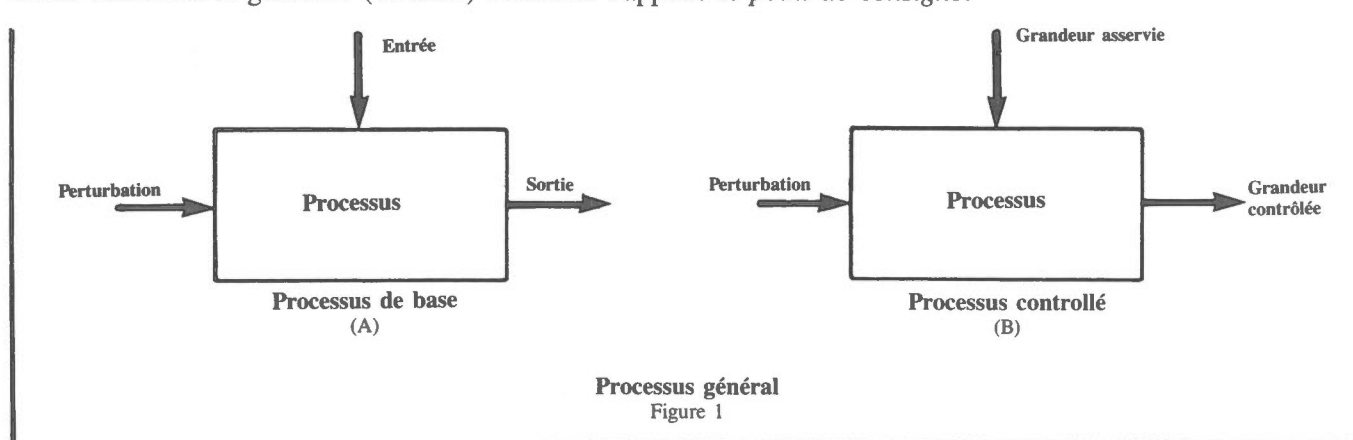 Entrée
Grandeur asservie
Perturbation
Processus
Sortie
Perturbation
Processus
Grandeur
contrôlée
Processus de base
(A)
Processus controllé
(B)
Processus général
Figure 1